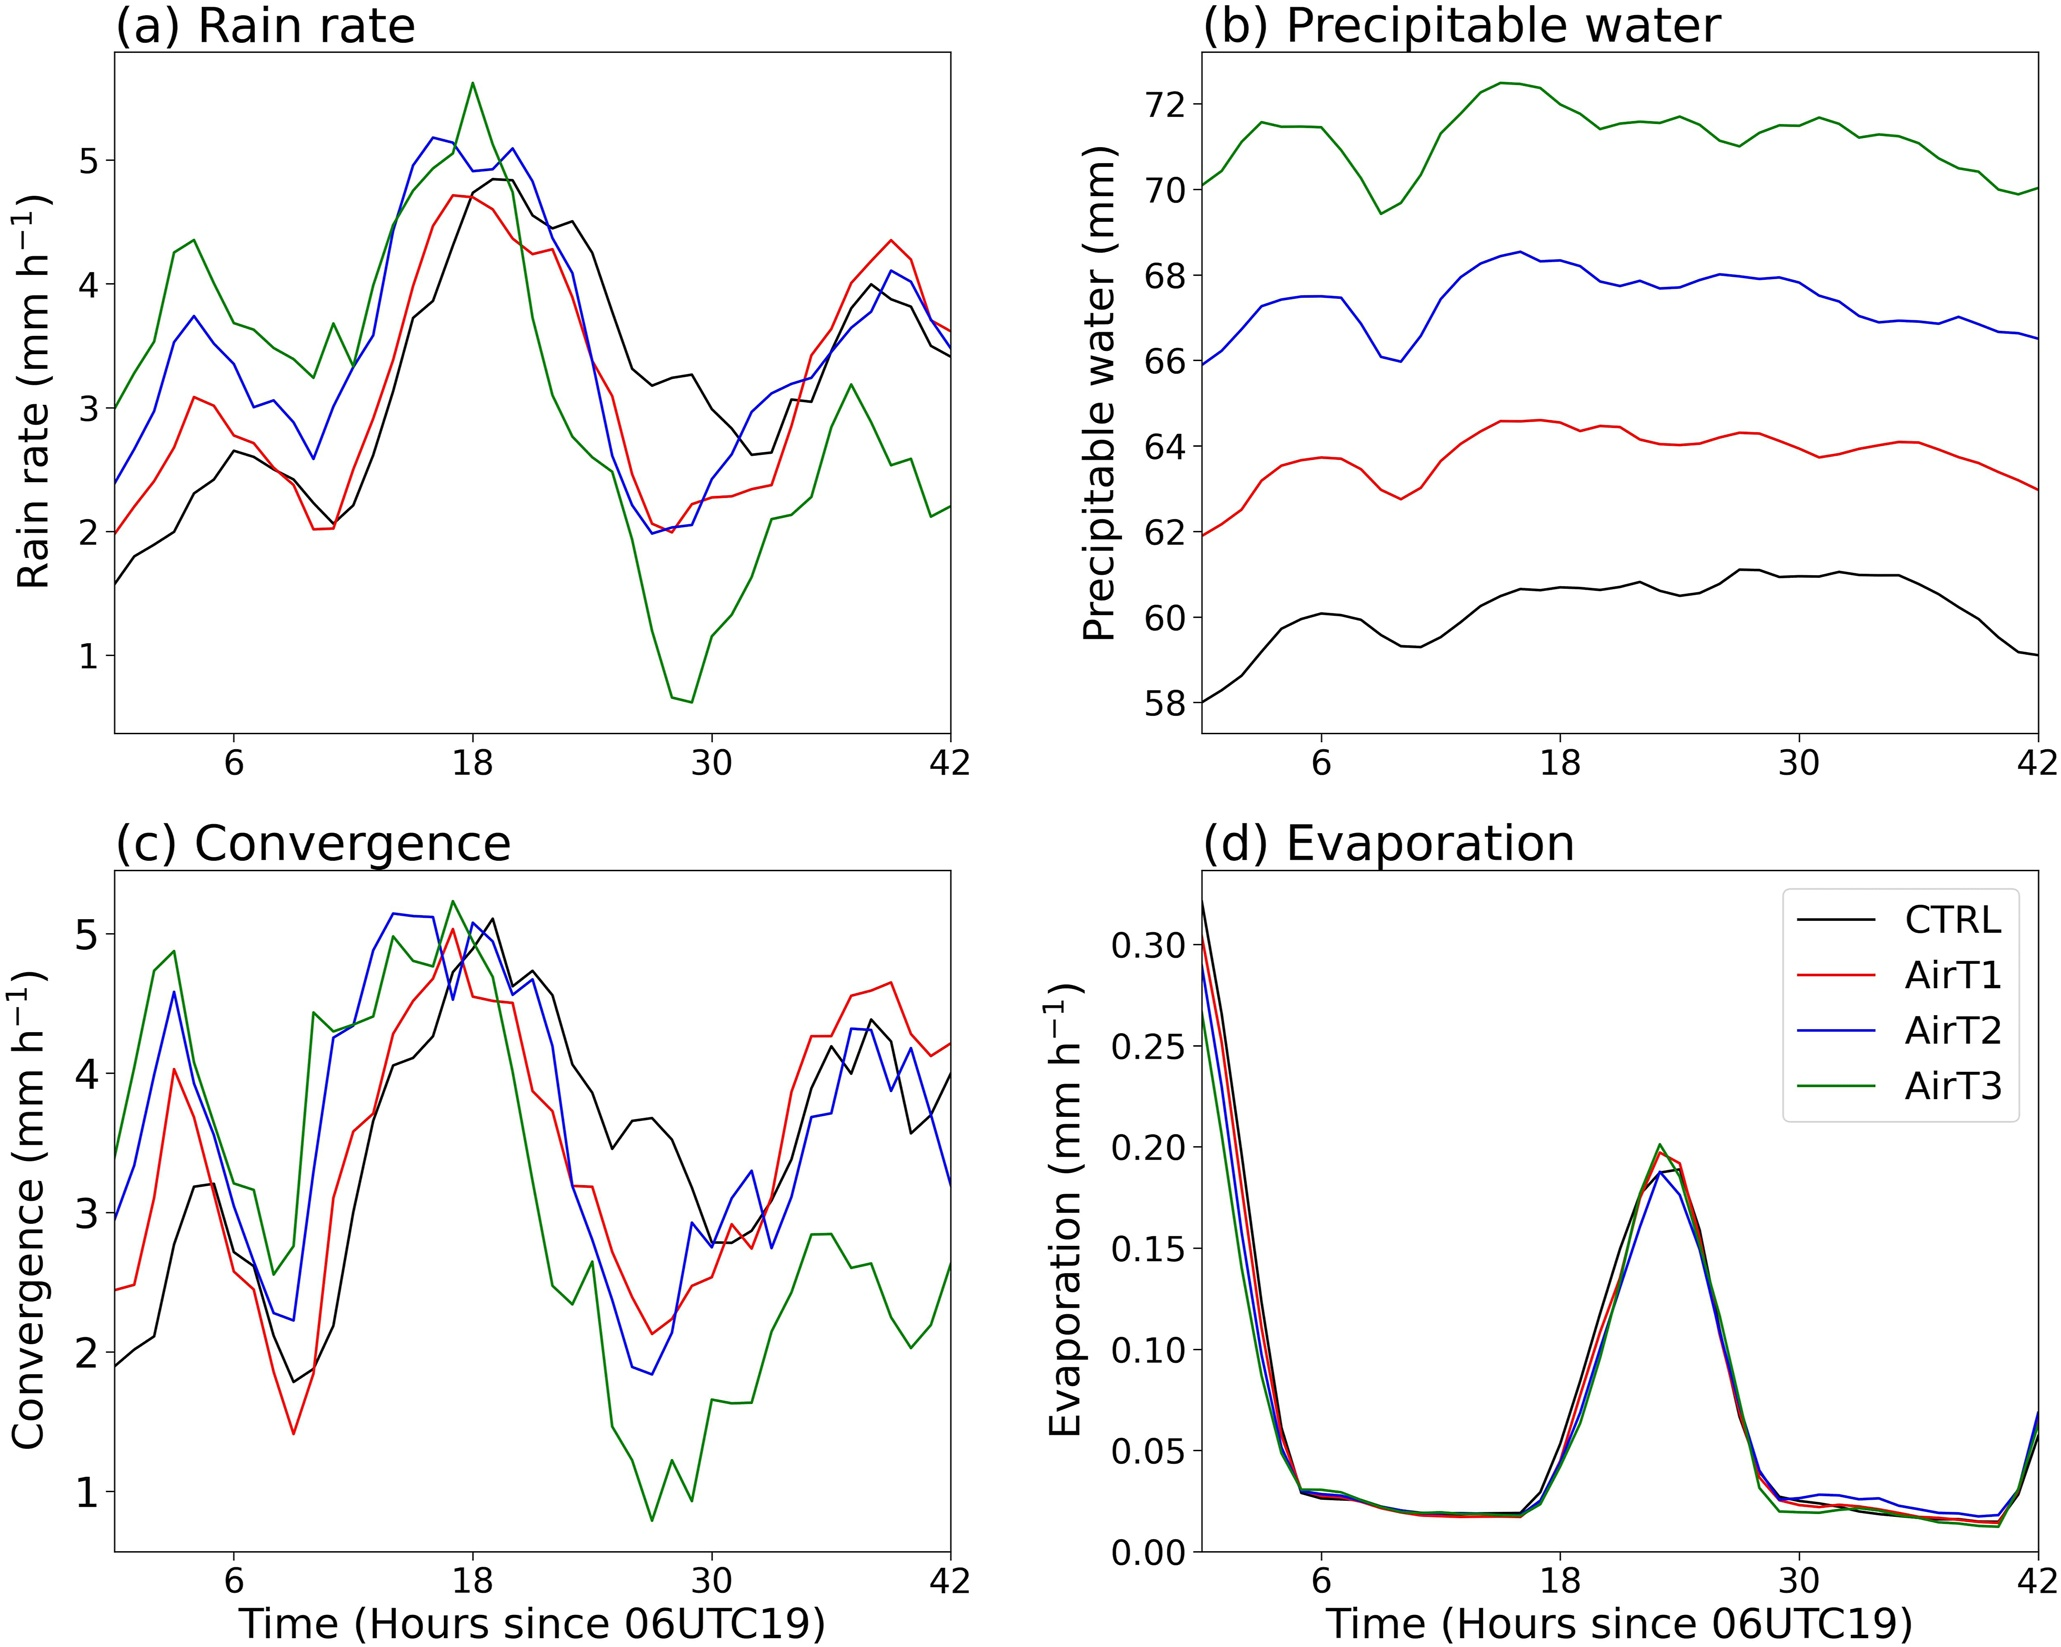 (a) Rain rate
Rain rate (mm h−1)
5
4
3
2
1
6 18 30 42
(b) Precipitable water
Precipitable water (mm)
72
70
68
66
64
62
60
58
6 18 30 42
(c) Convergence
Convergence (mm h−1)
5
4
3
2
1
6 18 30 42
Time (Hours since 06UTC19)
(d) Evaporation
Evaporation (mm h−1)
0.30
0.25
0.20
0.15
0.10
0.05
0.00
CTRL
AirT1
AirT2
AirT3
6 18 30 42
Time (Hours since 06UTC19)